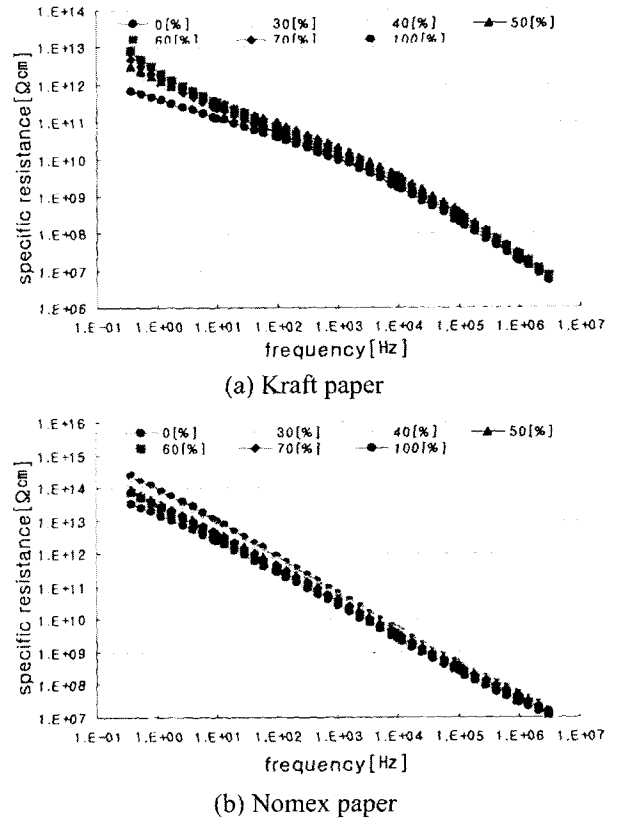 0[%] 30[%] 40[%] 50[%]
60[%] 70[%] 100[%]
1.E+14
1.E+13
1.E+12
1.E+11
1.E+10
1.E+09
1.E+08
1.E+07
1.E+06
specific resistance[Ωcm]
1.E-01 1.E+00 1.E+01 1.E+02 1.E+03 1.E+04 1.E+05 1.E+06 1.E+07
frequency[Hz]
(a) Kraft paper
0[%] 30[%] 40[%] 50[%]
60[%] 70[%] 100[%]
1.E+16
1.E+15
1.E+14
1.E+13
1.E+12
1.E+11
1.E+10
1.E+09
1.E+08
1.E+07
specific resistance[Ωcm]
1.E-01 1.E+00 1.E+01 1.E+02 1.E+03 1.E+04 1.E+05 1.E+06 1.E+07
frequency[Hz]
(b) Nomex paper